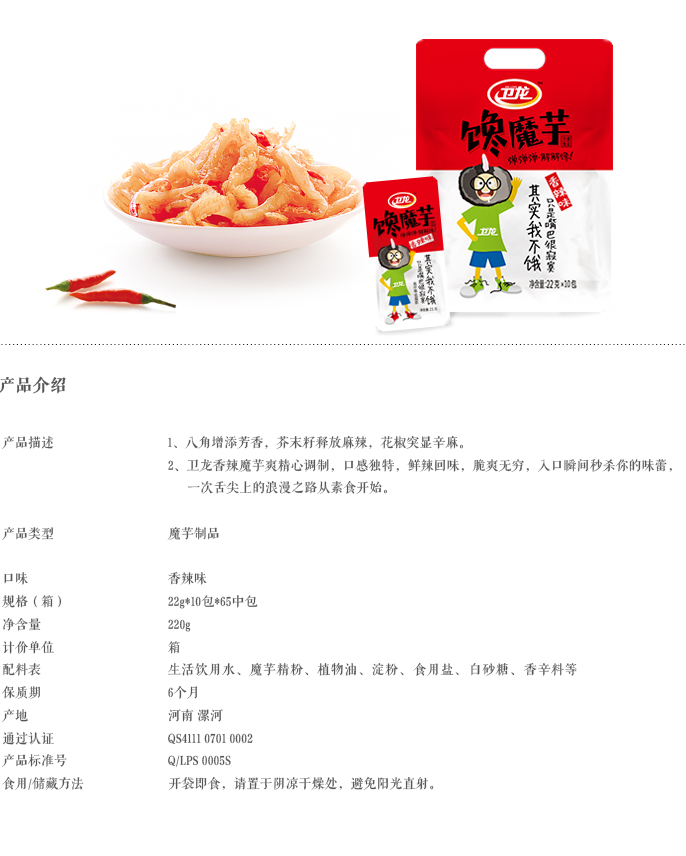 卫龙
馋魔芋
弹弹弹·解解馋!
香辣味
只是嘴巴很寂寞
其实我不饿
卫龙
净含量:22克×10包
卫龙
馋魔芋
香辣味
其实我不饿
只是嘴巴很寂寞
卫龙
产品介绍
产品描述 1、八角增添芳香，芥末籽释放麻辣，花椒突显辛麻。
2、卫龙香辣魔芋爽精心调制，口感独特，鲜辣回味，脆爽无穷，入口瞬间秒杀你的味蕾，
一次舌尖上的浪漫之路从素食开始。
产品类型 魔芋制品
口味 香辣味
规格（箱） 22g*10包*65中包
净含量 220g
计份单位 箱
配料表 生活饮用水、魔芋精粉、植物油、淀粉、食用盐、白砂糖、香辛料等
保质期 6个月
产地 河南 漯河
通过认证 QS4111 0701 0002
产品标准号 Q/LPS 0005S
食用/储藏方法 开袋即食，请置于阴凉干燥处，避免阳光直射。